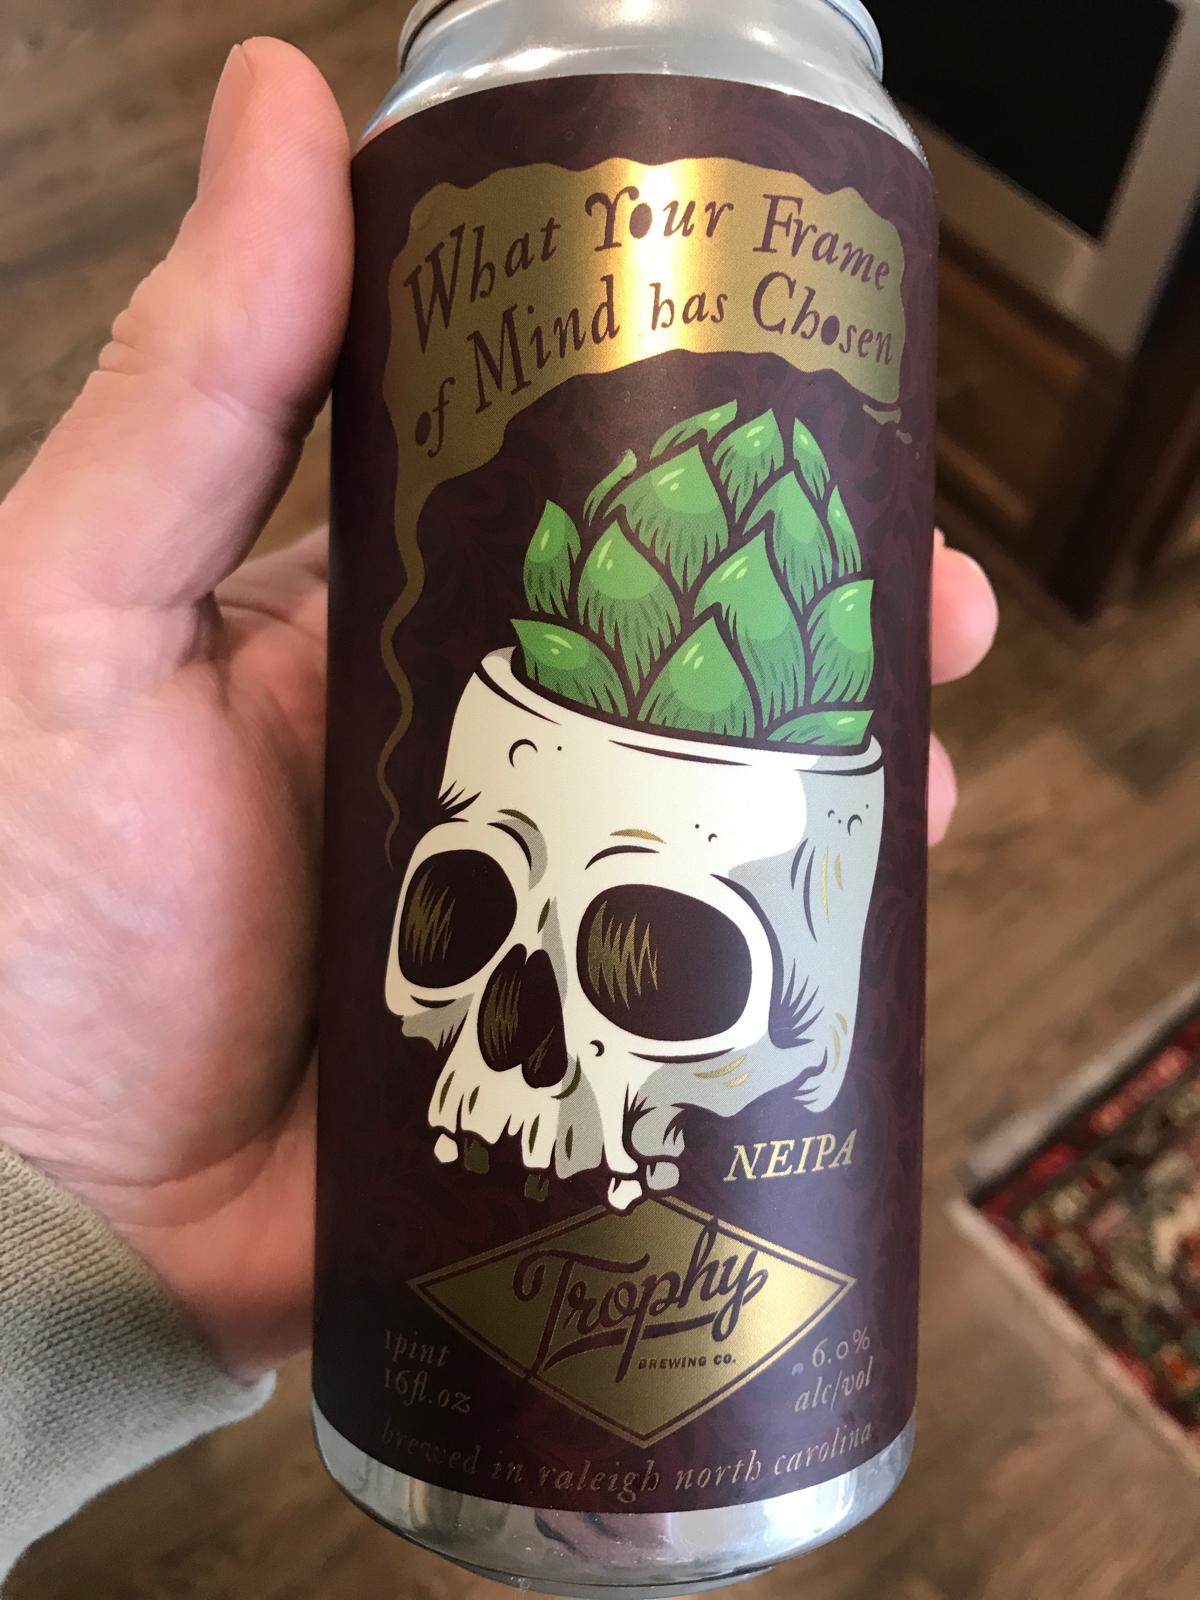 What Your Frame
of Mind has Chosen
NEIPA
Trophy
BREWING CO.
1pint
16fl.oz
6.0%
alc/vol
brewed in raleigh north carolina